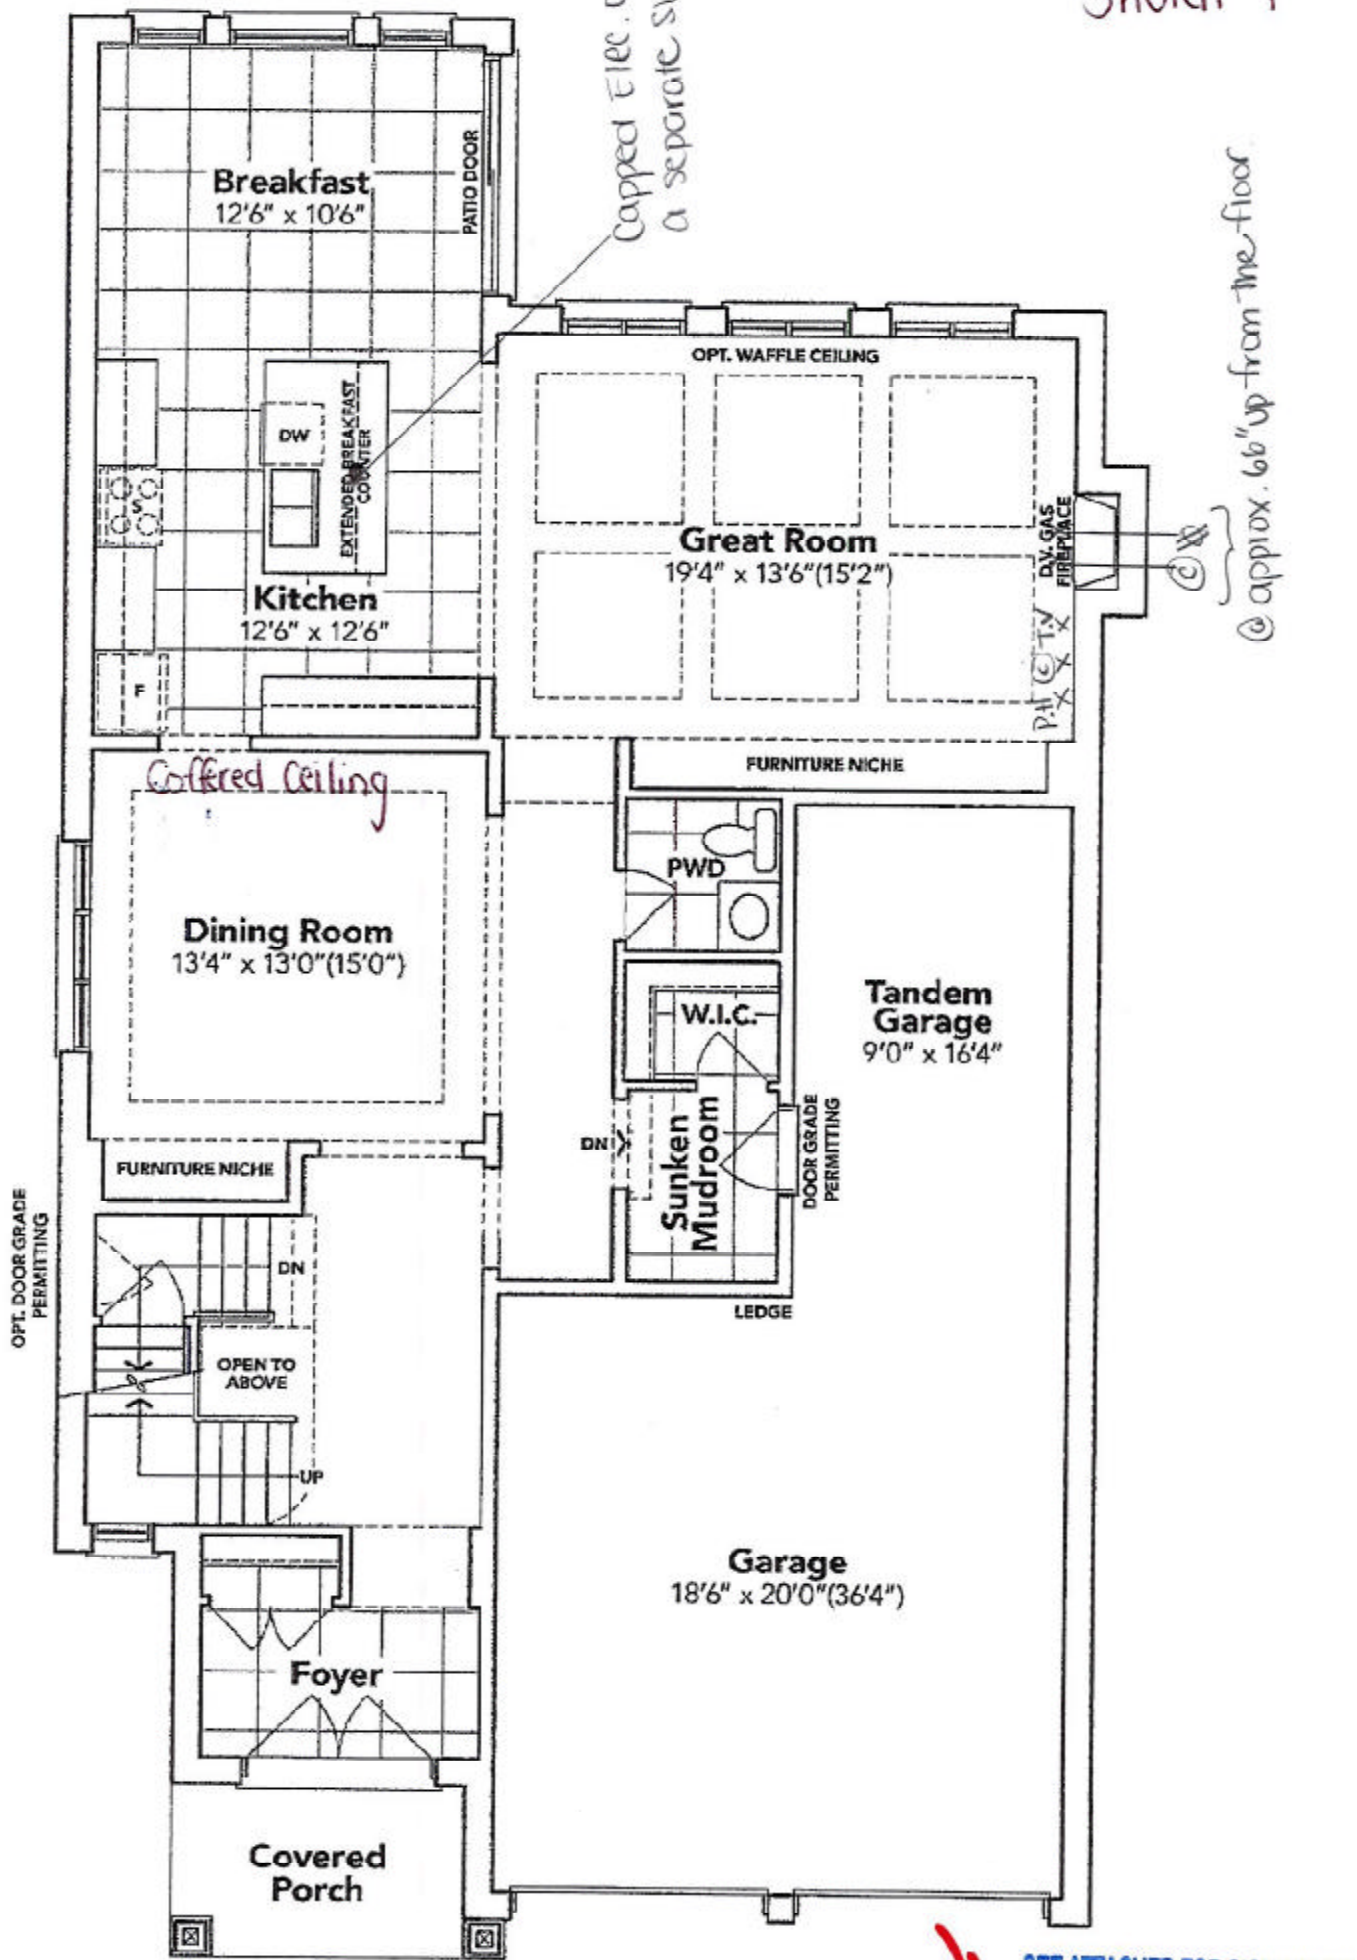 Capped Elec.
a separate
Breakfast
12'6" x 10'6"
PATIO DOOR
@ approx. 66" up from the floor
OPT. WAFFLE CEILING
DW
EXTENDED BREAKFAST
COUNTER
S
Great Room
19'4" x 13'6"(15'2")
D.V. GAS
FIREPLACE
C
Kitchen
12'6" x 12'6"
P.H C T.V
X X X X
F
FURNITURE NICHE
Coffered Ceiling
PWD
Dining Room
13'4" x 13'0"(15'0")
W.I.C.
Tandem
Garage
9'0" x 16'4"
DN
Sunken
Mudroom
DOOR GRADE
PERMITTING
FURNITURE NICHE
OPT. DOOR GRADE
PERMITTING
DN
LEDGE
OPEN TO
ABOVE
UP
Garage
18'6" x 20'0"(36'4")
Foyer
Covered
Porch